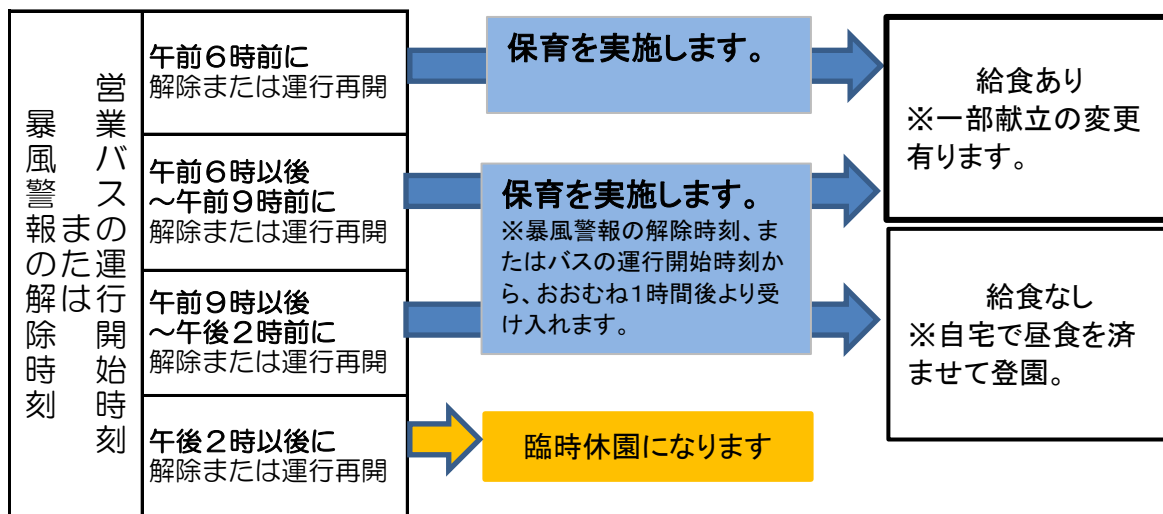 暴風警報の解除時刻
または
営業バスの運行開始時刻
午前６時前に
解除または運行再開
午前６時以後
～午前９時前に
解除または運行再開
午前９時以後
～午後２時前に
解除または運行再開
午後２時以後に
解除または運行再開
保育を実施します。
保育を実施します。
※暴風警報の解除時刻、ま
たはバスの運行開始時刻か
ら、おおむね１時間後より受
け入れます。
臨時休園になります
給食あり
※一部献立の変更
有ります。
給食なし
※自宅で昼食を済
ませて登園。